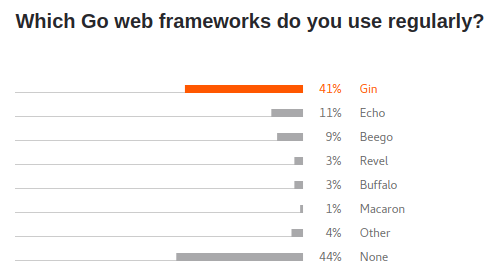 Which Go web frameworks do you use regularly?
41% Gin
11% Echo
9% Beego
3% Revel
3% Buffalo
1% Macaron
4% Other
44% None